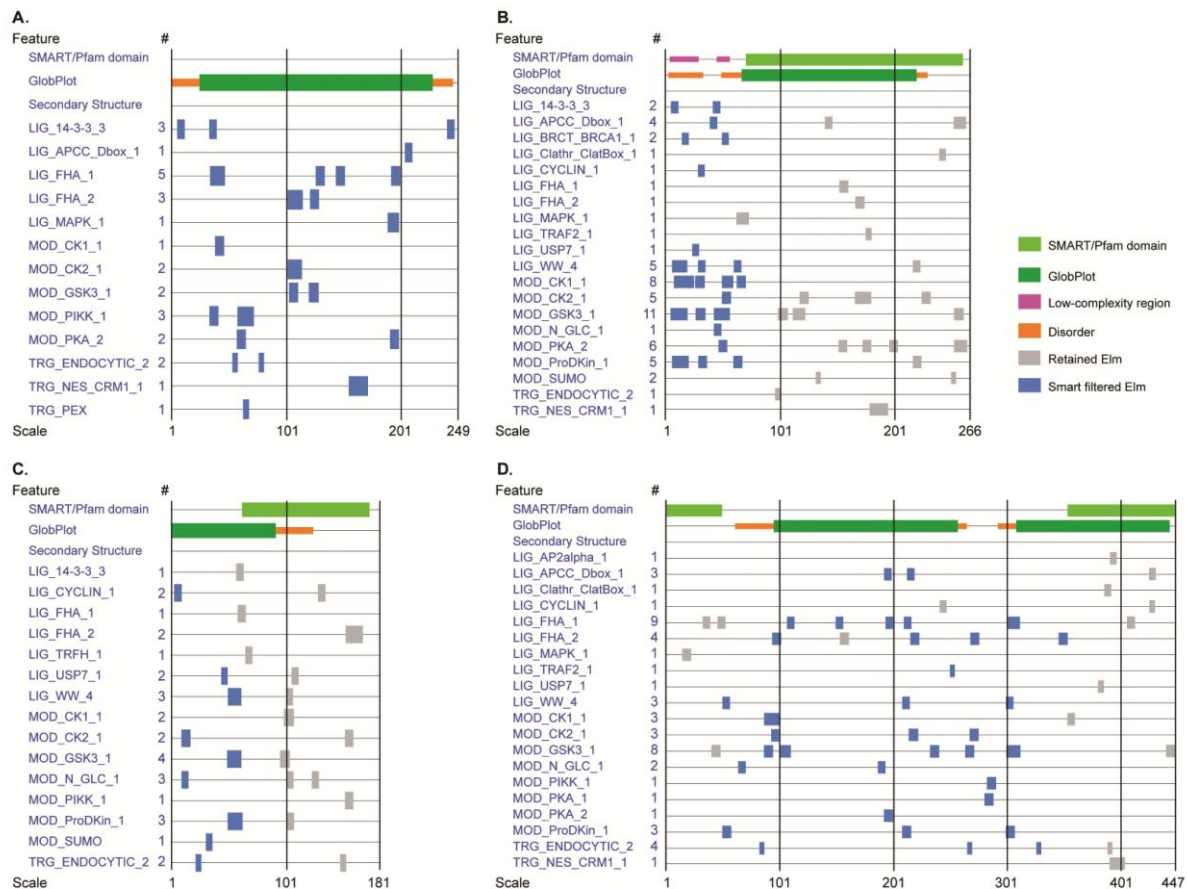 A.
Feature #
SMART/Pfam domain
GlobPlot
Secondary Structure
LIG_14-3-3_3 3
LIG_APCC_Dbox_1 1
LIG_FHA_1 5
LIG_FHA_2 3
LIG_MAPK_1 1
MOD_CK1_1 1
MOD_CK2_1 2
MOD_GSK3_1 2
MOD_PIKK_1 3
MOD_PKA_2 2
TRG_ENDOCYTIC_2 2
TRG_NES_CRM1_1 1
TRG_PEX 1
Scale 1 101 201 249
B.
Feature #
SMART/Pfam domain
GlobPlot
Secondary Structure
LIG_14-3-3_3 2
LIG_APCC_Dbox_1 4
LIG_BRCT_BRCA1_1 2
LIG_Clathr_ClatBox_1 1
LIG_CYCLIN_1 1
LIG_FHA_1 1
LIG_FHA_2 1
LIG_MAPK_1 1
LIG_TRAF2_1 1
LIG_USP7_1 1
LIG_WW_4 5
MOD_CK1_1 8
MOD_CK2_1 5
MOD_GSK3_1 11
MOD_N_GLC_1 1
MOD_PKA_2 6
MOD_ProDKin_1 5
MOD_SUMO 2
TRG_ENDOCYTIC_2 1
TRG_NES_CRM1_1 1
Scale 1 101 201 266
SMART/Pfam domain
GlobPlot
Low-complexity region
Disorder
Retained Elm
Smart filtered Elm
C.
Feature #
SMART/Pfam domain
GlobPlot
Secondary Structure
LIG_14-3-3_3 1
LIG_CYCLIN_1 2
LIG_FHA_1 1
LIG_FHA_2 2
LIG_TRFH_1 1
LIG_USP7_1 2
LIG_WW_4 3
MOD_CK1_1 2
MOD_CK2_1 2
MOD_GSK3_1 4
MOD_N_GLC_1 3
MOD_PIKK_1 1
MOD_ProDKin_1 3
MOD_SUMO 1
TRG_ENDOCYTIC_2 2
Scale 1 101 181
D.
Feature #
SMART/Pfam domain
GlobPlot
Secondary Structure
LIG_AP2alpha_1 1
LIG_APCC_Dbox_1 3
LIG_Clathr_ClatBox_1 1
LIG_CYCLIN_1 1
LIG_FHA_1 9
LIG_FHA_2 4
LIG_MAPK_1 1
LIG_TRAF2_1 1
LIG_USP7_1 1
LIG_WW_4 3
MOD_CK1_1 3
MOD_CK2_1 3
MOD_GSK3_1 8
MOD_N_GLC_1 2
MOD_PIKK_1 1
MOD_PKA_1 1
MOD_PKA_2 1
MOD_ProDKin_1 3
TRG_ENDOCYTIC_2 4
TRG_NES_CRM1_1 1
Scale 1 101 201 301 401 447